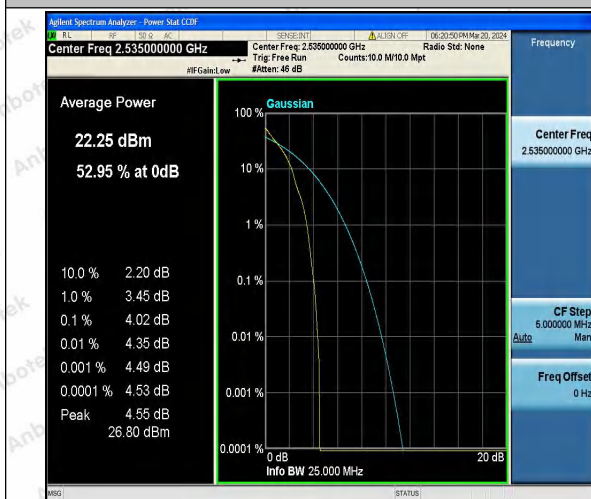 Agilent Spectrum Analyzer - Power Stat CCDF
RL RF 50 Ω AC SENSE:INT ALIGN OFF 06:20:50 PM Mar 20, 2024
Center Freq 2.535000000 GHz
Center Freq: 2.535000000 GHz Radio Std: None
Trig: Free Run Counts:10.0 M/10.0 Mpt
#IFGain:Low #Atten: 46 dB
Frequency
Average Power
22.25 dBm
52.95 % at 0dB
10.0 % 2.20 dB
1.0 % 3.45 dB
0.1 % 4.02 dB
0.01 % 4.35 dB
0.001 % 4.49 dB
0.0001 % 4.53 dB
Peak 4.55 dB
26.80 dBm
Gaussian
100 %
10 %
1 %
0.1 %
0.01 %
0.001 %
0.0001 %
0 dB 20 dB
Info BW 25.000 MHz
Center Freq
2.535000000 GHz
CF Step
5.000000 MHz
Auto Man
Freq Offset
0 Hz
MSG STATUS